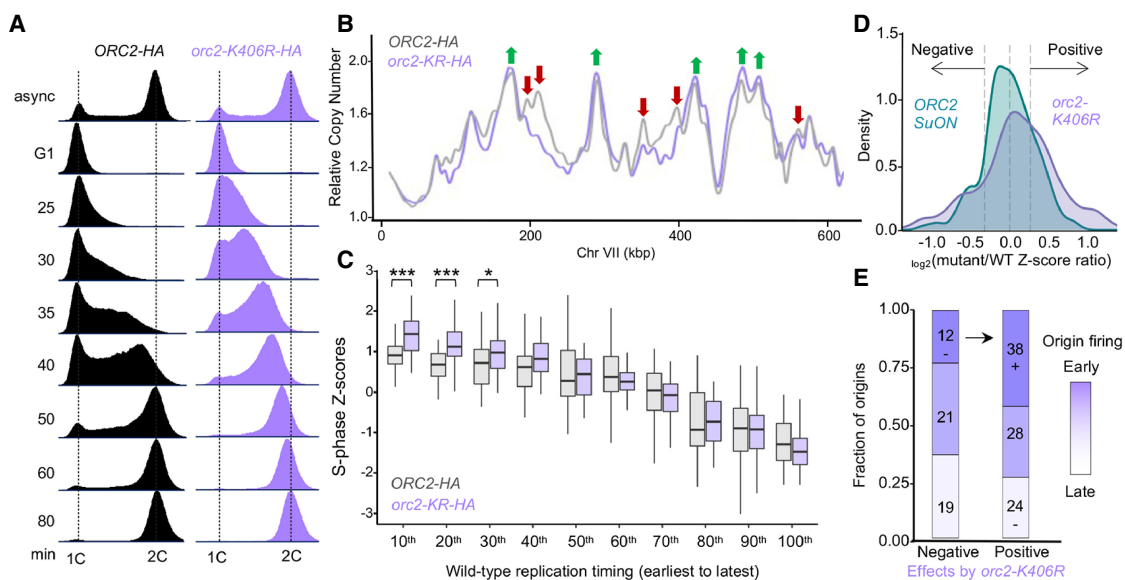 A
ORC2-HA
orc2-K406R-HA
async
G1
25
30
35
40
50
60
80
min
1C
2C
1C
2C
B
ORC2-HA
orc2-KR-HA
Relative Copy Number
2.0
1.8
1.4
1.0
0
200
400
600
Chr VII (kbp)
C
S-phase Z-scores
3
2
1
0
-1
-2
-3
***
***
*
ORC2-HA
orc2-KR-HA
10th
20th
30th
40th
50th
60th
70th
80th
90th
100th
Wild-type replication timing (earliest to latest)
D
Density
1.5
1.0
0.5
0.0
Negative
Positive
ORC2
SuON
orc2-
K406R
-1.0
-0.5
0.0
0.5
1.0
log2(mutant/WT Z-score ratio)
E
Fraction of origins
1.00
0.75
0.50
0.25
0.00
12
-
21
19
38
+
28
24
-
Negative
Positive
Effects by orc2-K406R
Origin firing
Early
Late